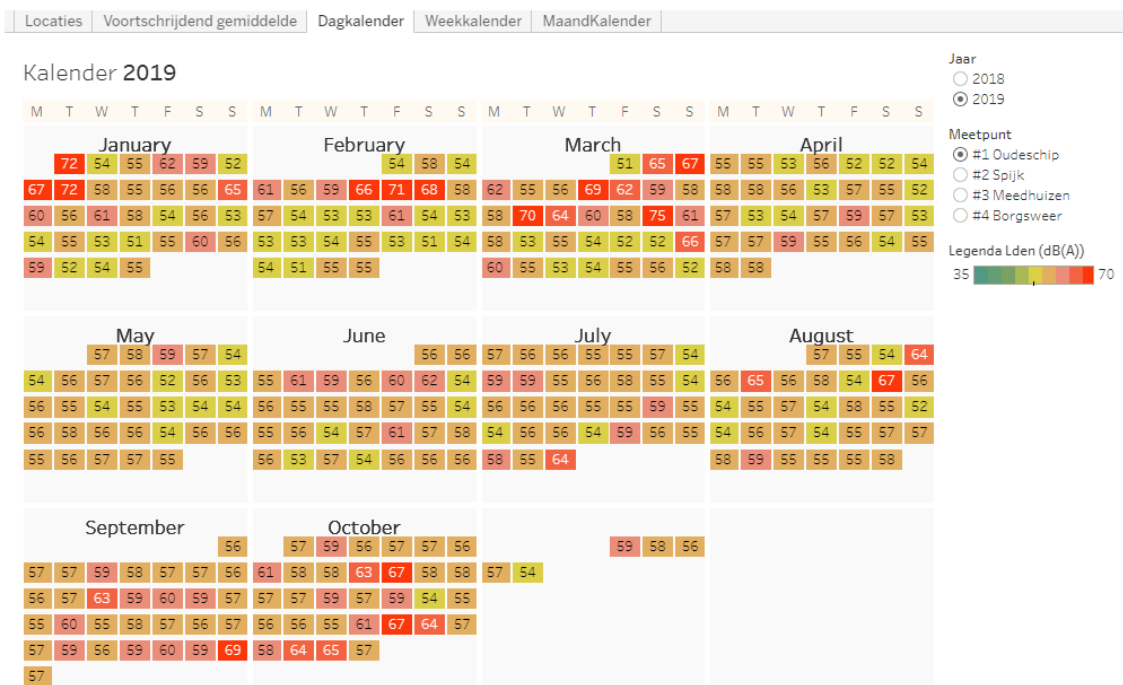 Locaties Voortschrijdend gemiddelde Dagkalender Weekkalender MaandKalender
Kalender 2019
M T W T F S S M T W T F S S M T W T F S S M T W T F S S
January February March April
72 54 55 62 59 52 54 58 54 51 65 67 55 55 53 56 52 52 54
67 72 58 55 56 56 65 61 56 59 66 71 68 58 62 55 56 69 62 59 58 58 58 56 53 57 55 52
60 56 61 58 54 56 53 57 54 53 53 61 54 53 58 70 64 60 58 75 61 57 53 54 57 59 57 53
54 55 53 51 55 60 56 53 53 54 55 53 51 54 58 53 55 54 52 52 66 57 57 59 55 56 54 55
59 52 54 55 54 51 55 55 60 55 53 54 55 56 52 58 58
May June July August
57 58 59 57 54 56 56 57 56 56 55 55 57 54 57 55 54 64
54 56 57 56 52 56 53 55 61 59 56 60 62 54 59 59 55 56 58 55 54 56 65 56 58 54 67 56
56 55 54 55 53 54 54 56 55 55 58 57 55 54 56 56 56 55 55 59 55 54 55 57 54 58 55 52
56 58 56 56 54 56 56 55 56 54 57 61 57 58 54 56 56 54 59 56 55 54 56 57 54 55 57 57
55 56 57 57 55 56 53 57 54 56 56 56 58 55 64 58 59 55 55 55 58
September October
56 57 59 56 57 57 56 59 58 56
57 57 59 58 57 57 56 61 58 58 63 67 58 58 57 54
56 57 63 59 60 59 57 57 57 59 57 59 54 55
55 60 55 58 57 56 57 56 56 55 61 67 64 57
57 59 56 59 60 59 69 58 64 65 57
57
Jaar
2018
2019
Meetpunt
#1 Oudeschip
#2 Spijk
#3 Meedhuizen
#4 Borgsweer
Legenda Lden (dB(A))
35 70